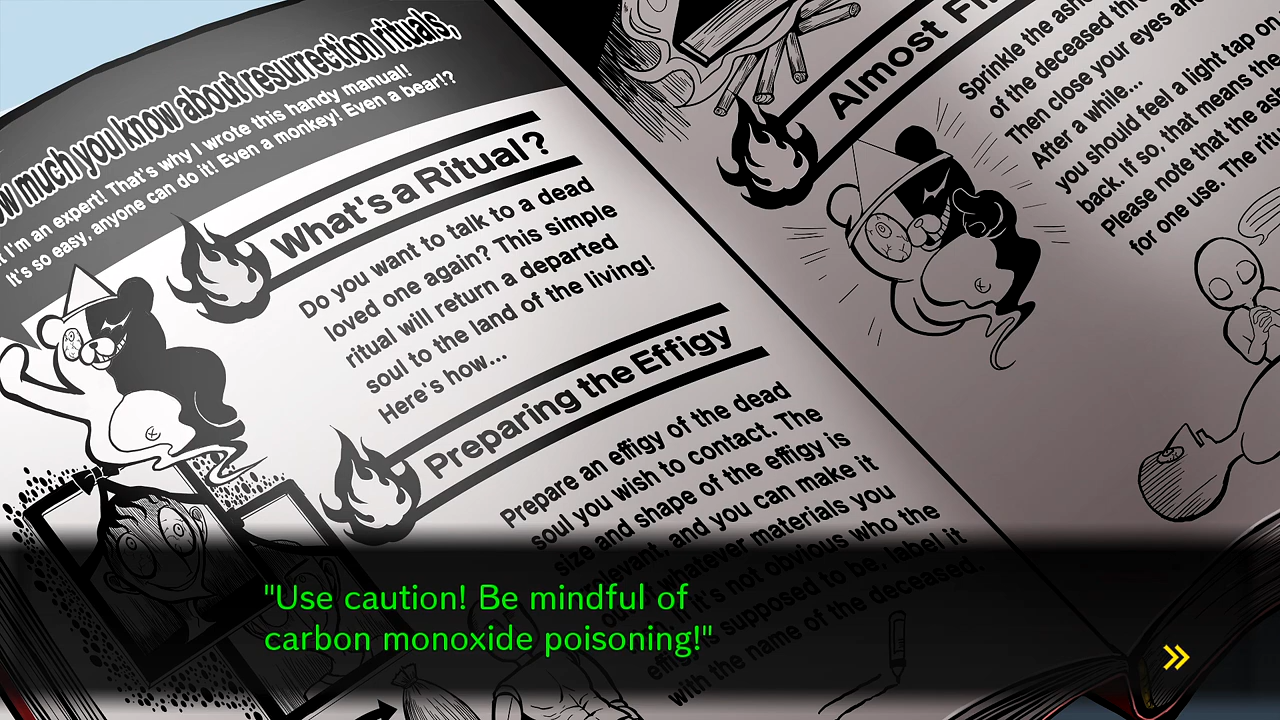 ow much you know about resurrection rituals,
I'm an expert! That's why I wrote this handy manual!
It's so easy, anyone can do it! Even a monkey! Even a bear!?
What's a Ritual?
Do you want to talk to a dead
loved one again? This simple
ritual will return a departed
soul to the land of the living!
Here's how...
Preparing the Effigy
Prepare an effigy of the dead
soul you wish to contact. The
size and shape of the effigy is
and you can make it
whatever materials you
it's not obvious who the
effigy is supposed to be, label it
with the name of the deceased.
Almost
Sprinkle the
of the deceased
Then close your eyes
After a while...
you should feel a light tap on
back. If so, that means the
Please note that the
for one use. The
"Use caution! Be mindful of
carbon monoxide poisoning!"